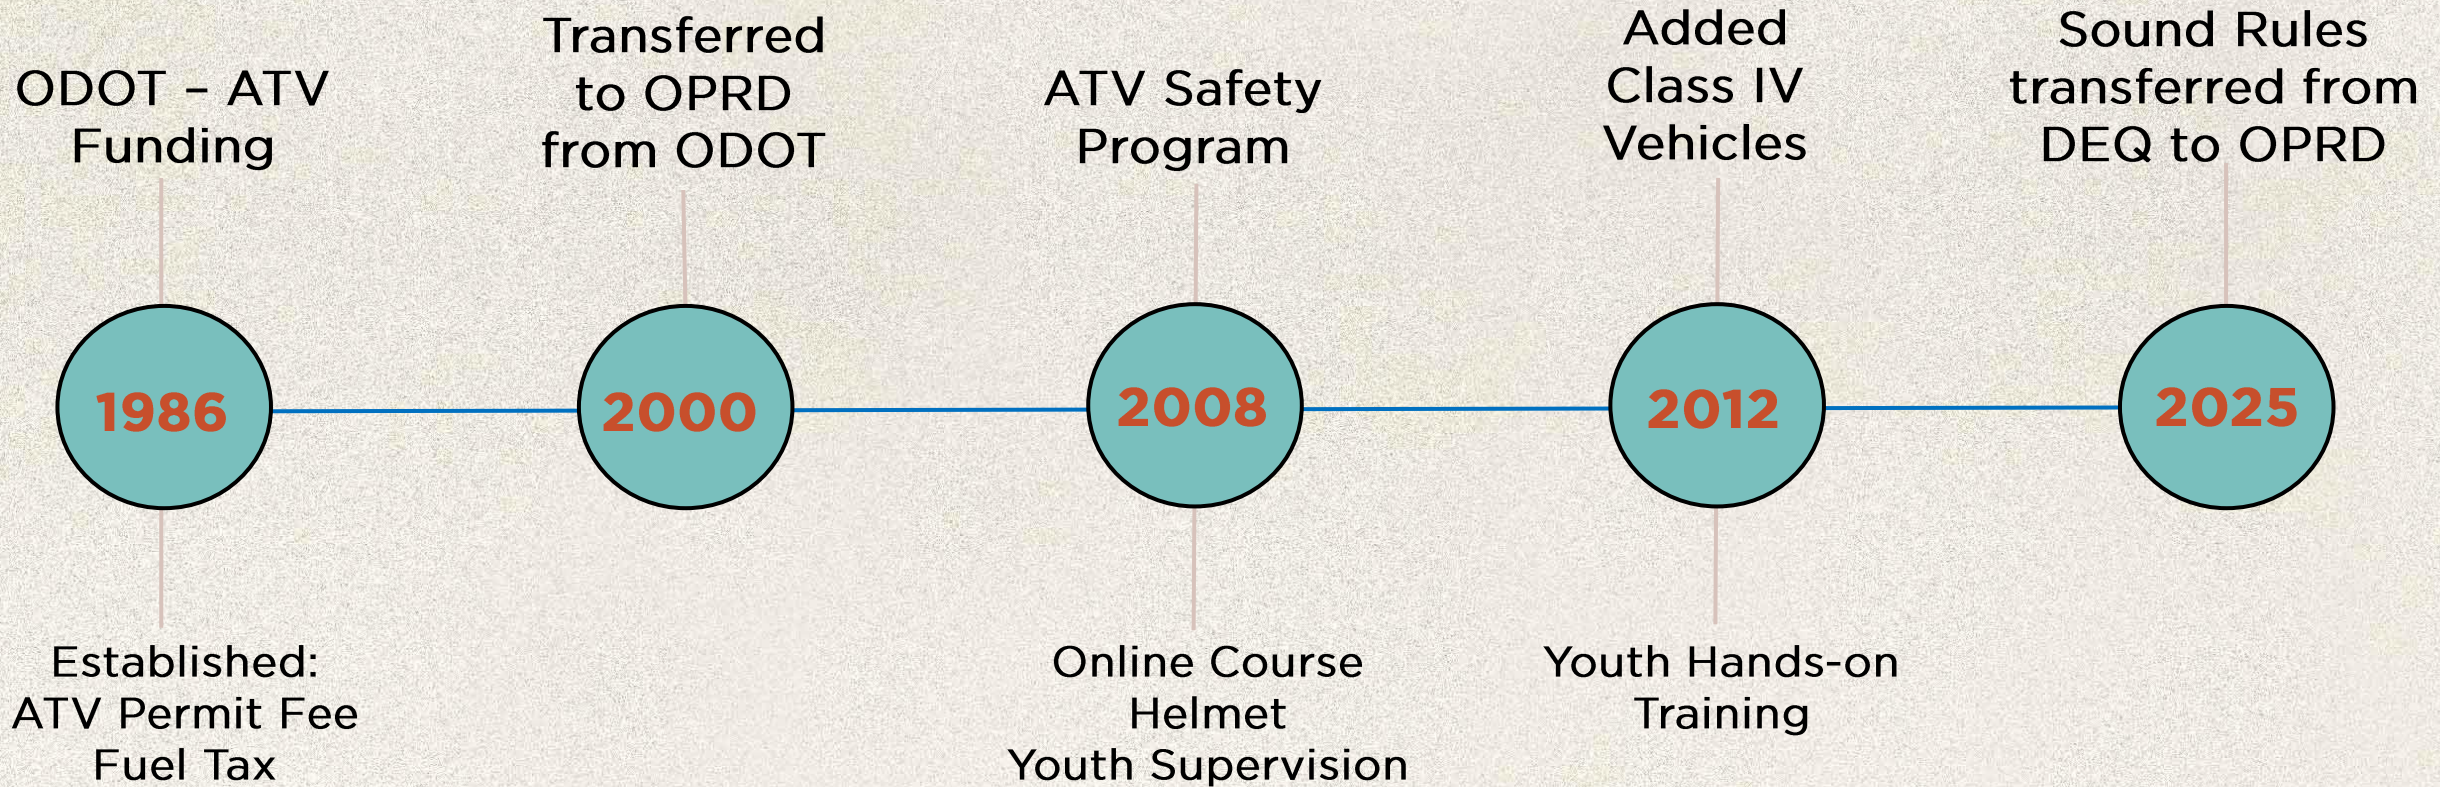 ODOT – ATV
Funding
Transferred
to OPRD
from ODOT
ATV Safety
Program
Added
Class IV
Vehicles
Sound Rules
transferred from
DEQ to OPRD
1986
2000
2008
2012
2025
Established:
ATV Permit Fee
Fuel Tax
Online Course
Helmet
Youth Supervision
Youth Hands-on
Training